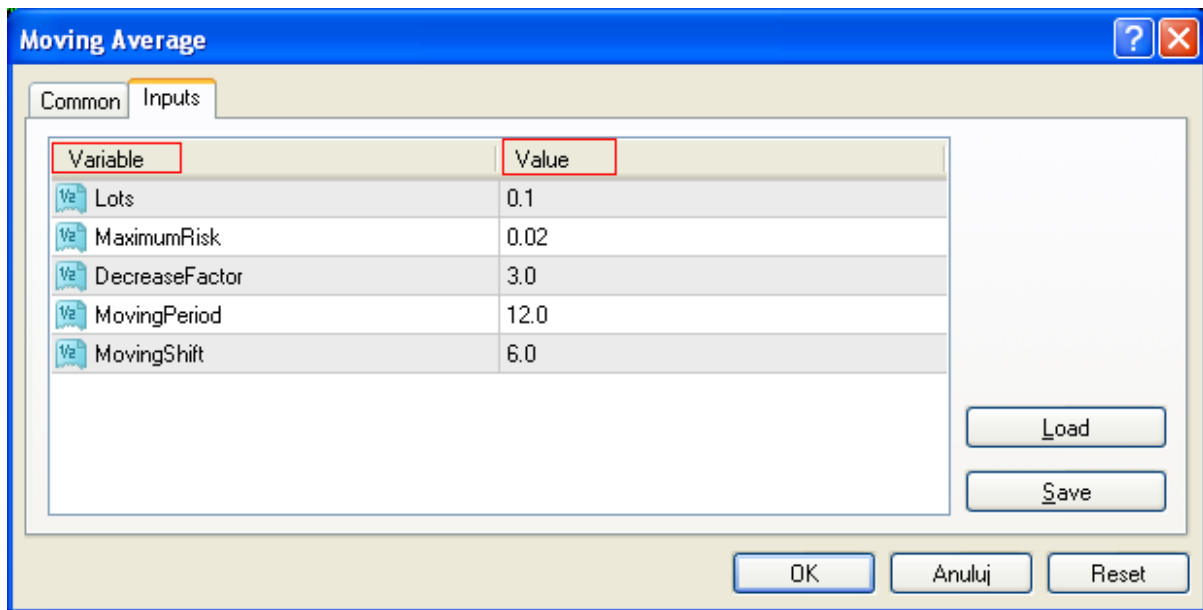 Moving Average
Common Inputs
Variable Value
Lots 0.1
MaximumRisk 0.02
DecreaseFactor 3.0
MovingPeriod 12.0
MovingShift 6.0
Load
Save
OK Anuluj Reset